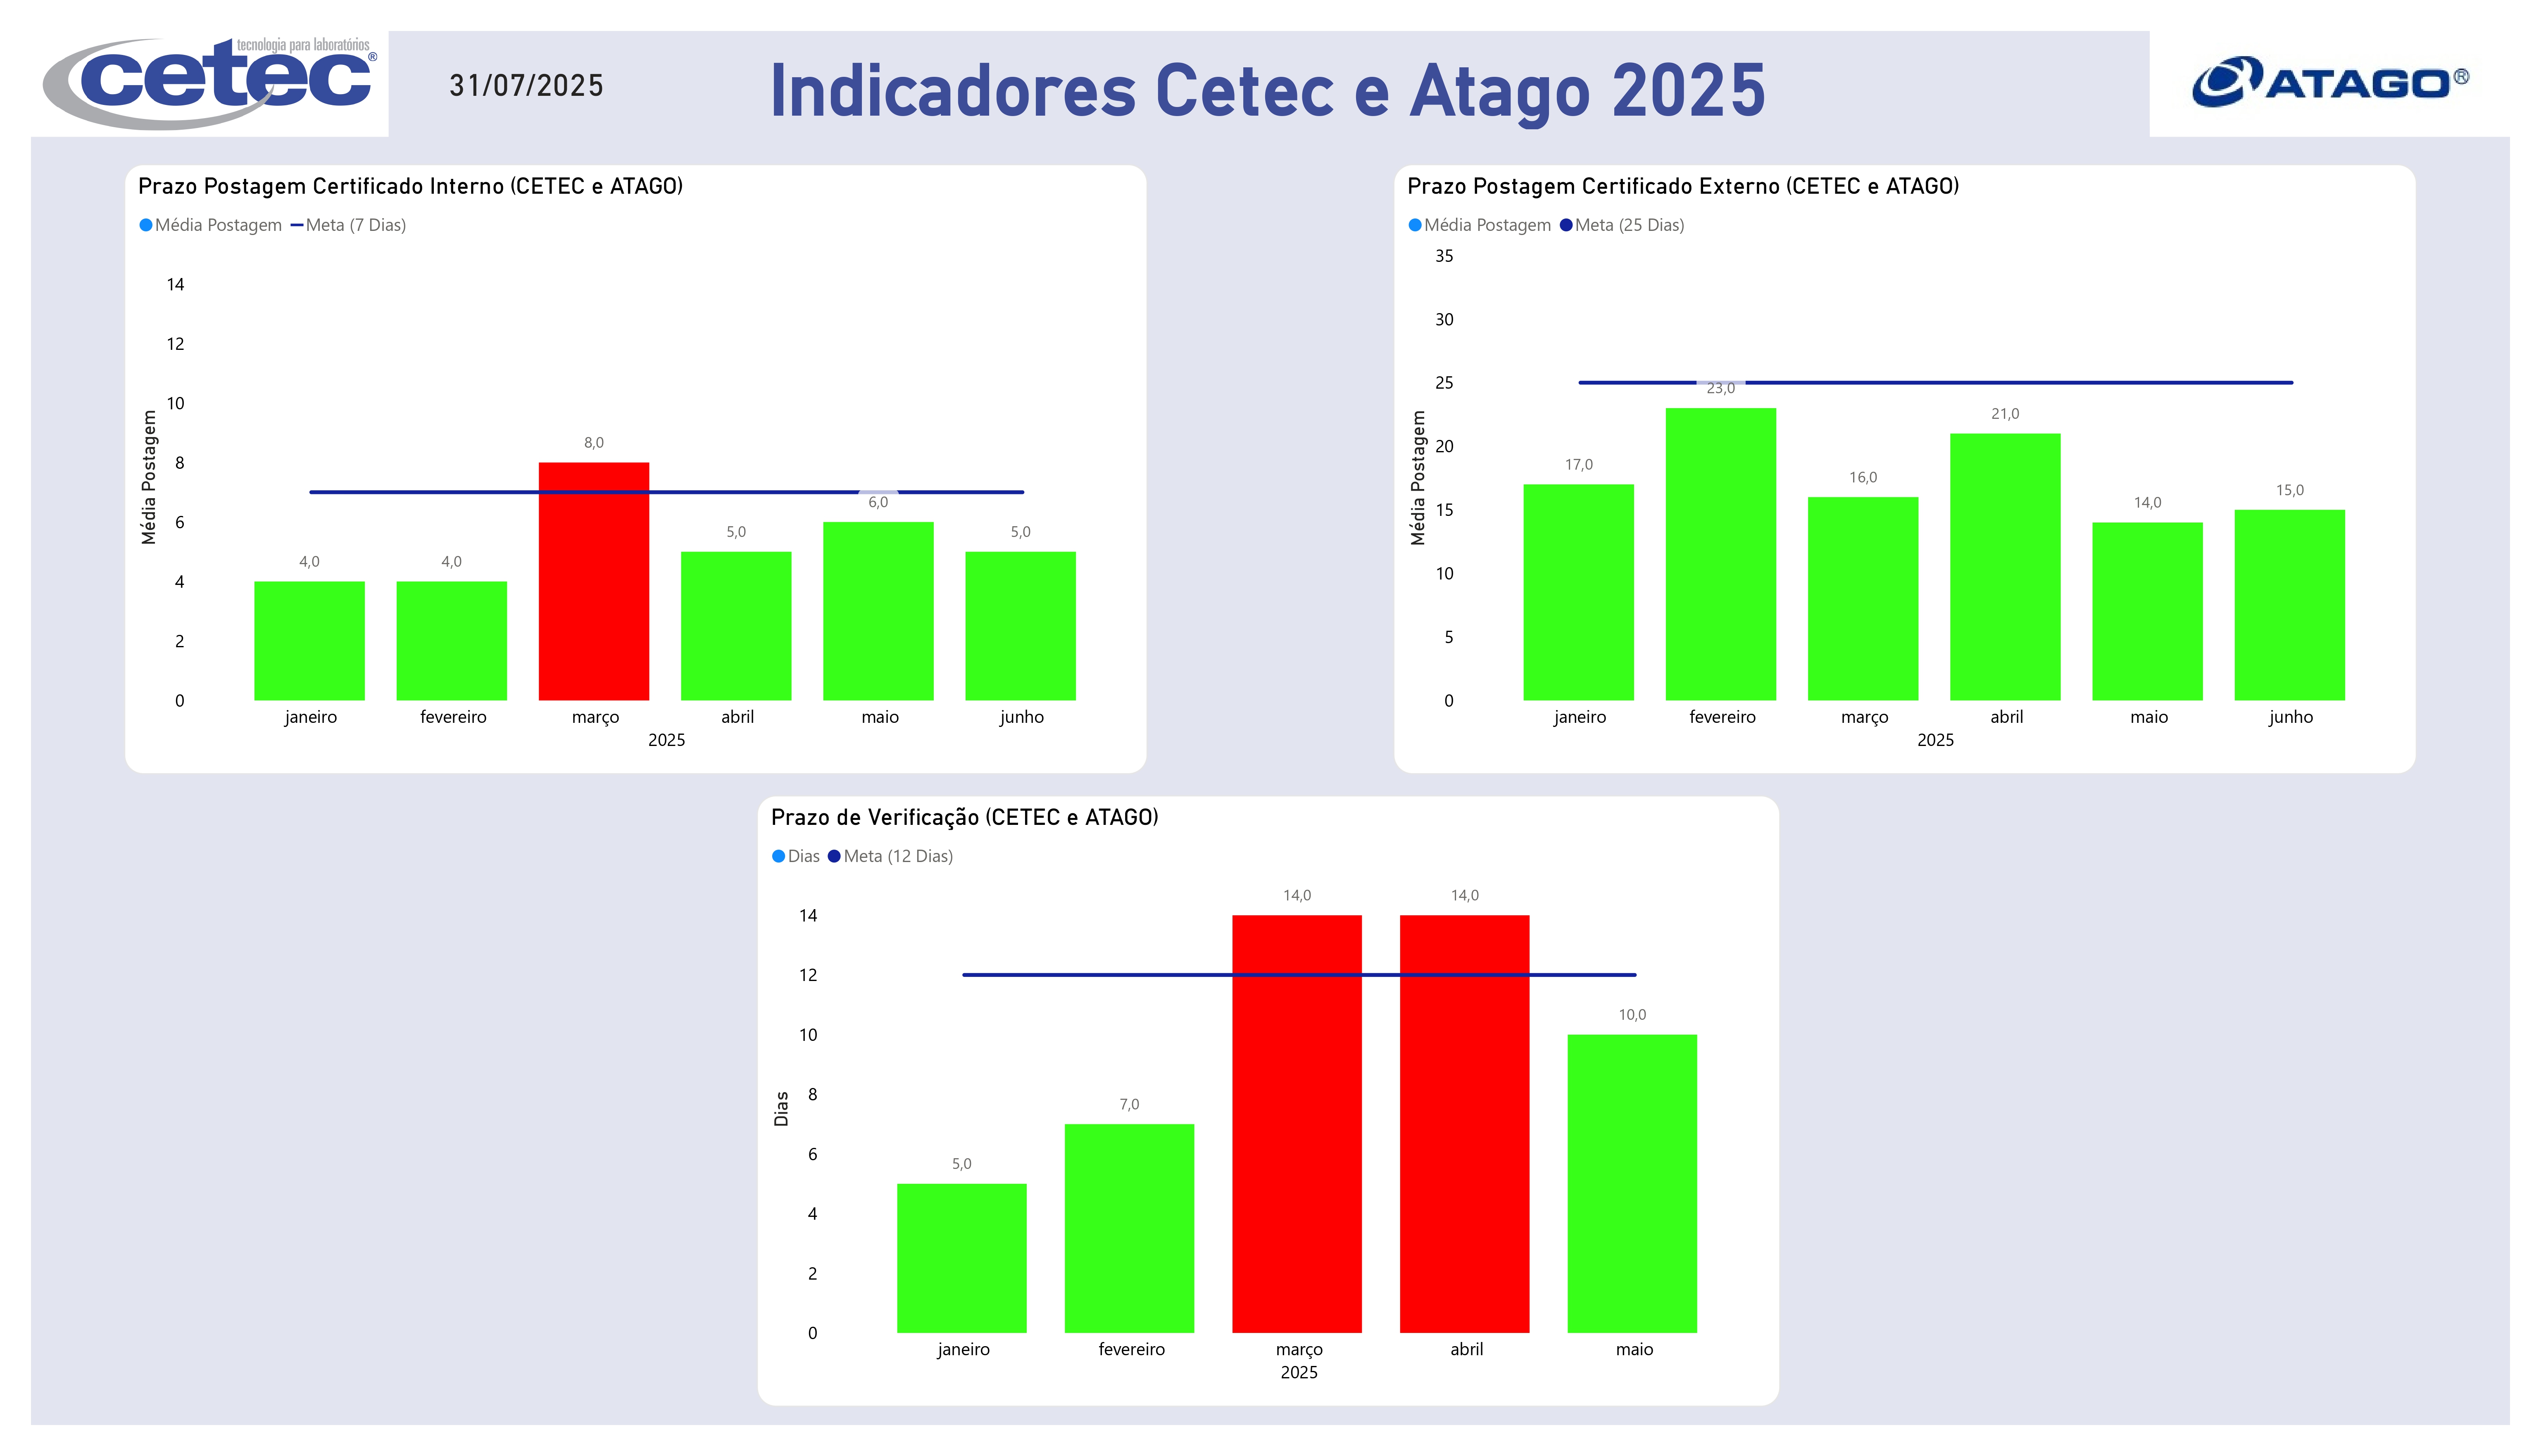 tecnologia para laboratórios
cetec®
31/07/2025
Indicadores Cetec e Atago 2025
ATAGO®
Prazo Postagem Certificado Interno (CETEC e ATAGO)
Média Postagem Meta (7 Dias)
Média Postagem
14
12
10
8
6
4
2
0
4,0
4,0
8,0
5,0
6,0
5,0
janeiro fevereiro março abril maio junho
2025
Prazo Postagem Certificado Externo (CETEC e ATAGO)
Média Postagem Meta (25 Dias)
Média Postagem
35
30
25
20
15
10
5
0
17,0
23,0
16,0
21,0
14,0
15,0
janeiro fevereiro março abril maio junho
2025
Prazo de Verificação (CETEC e ATAGO)
Dias Meta (12 Dias)
Dias
14
12
10
8
6
4
2
0
5,0
7,0
14,0
14,0
10,0
janeiro fevereiro março abril maio
2025